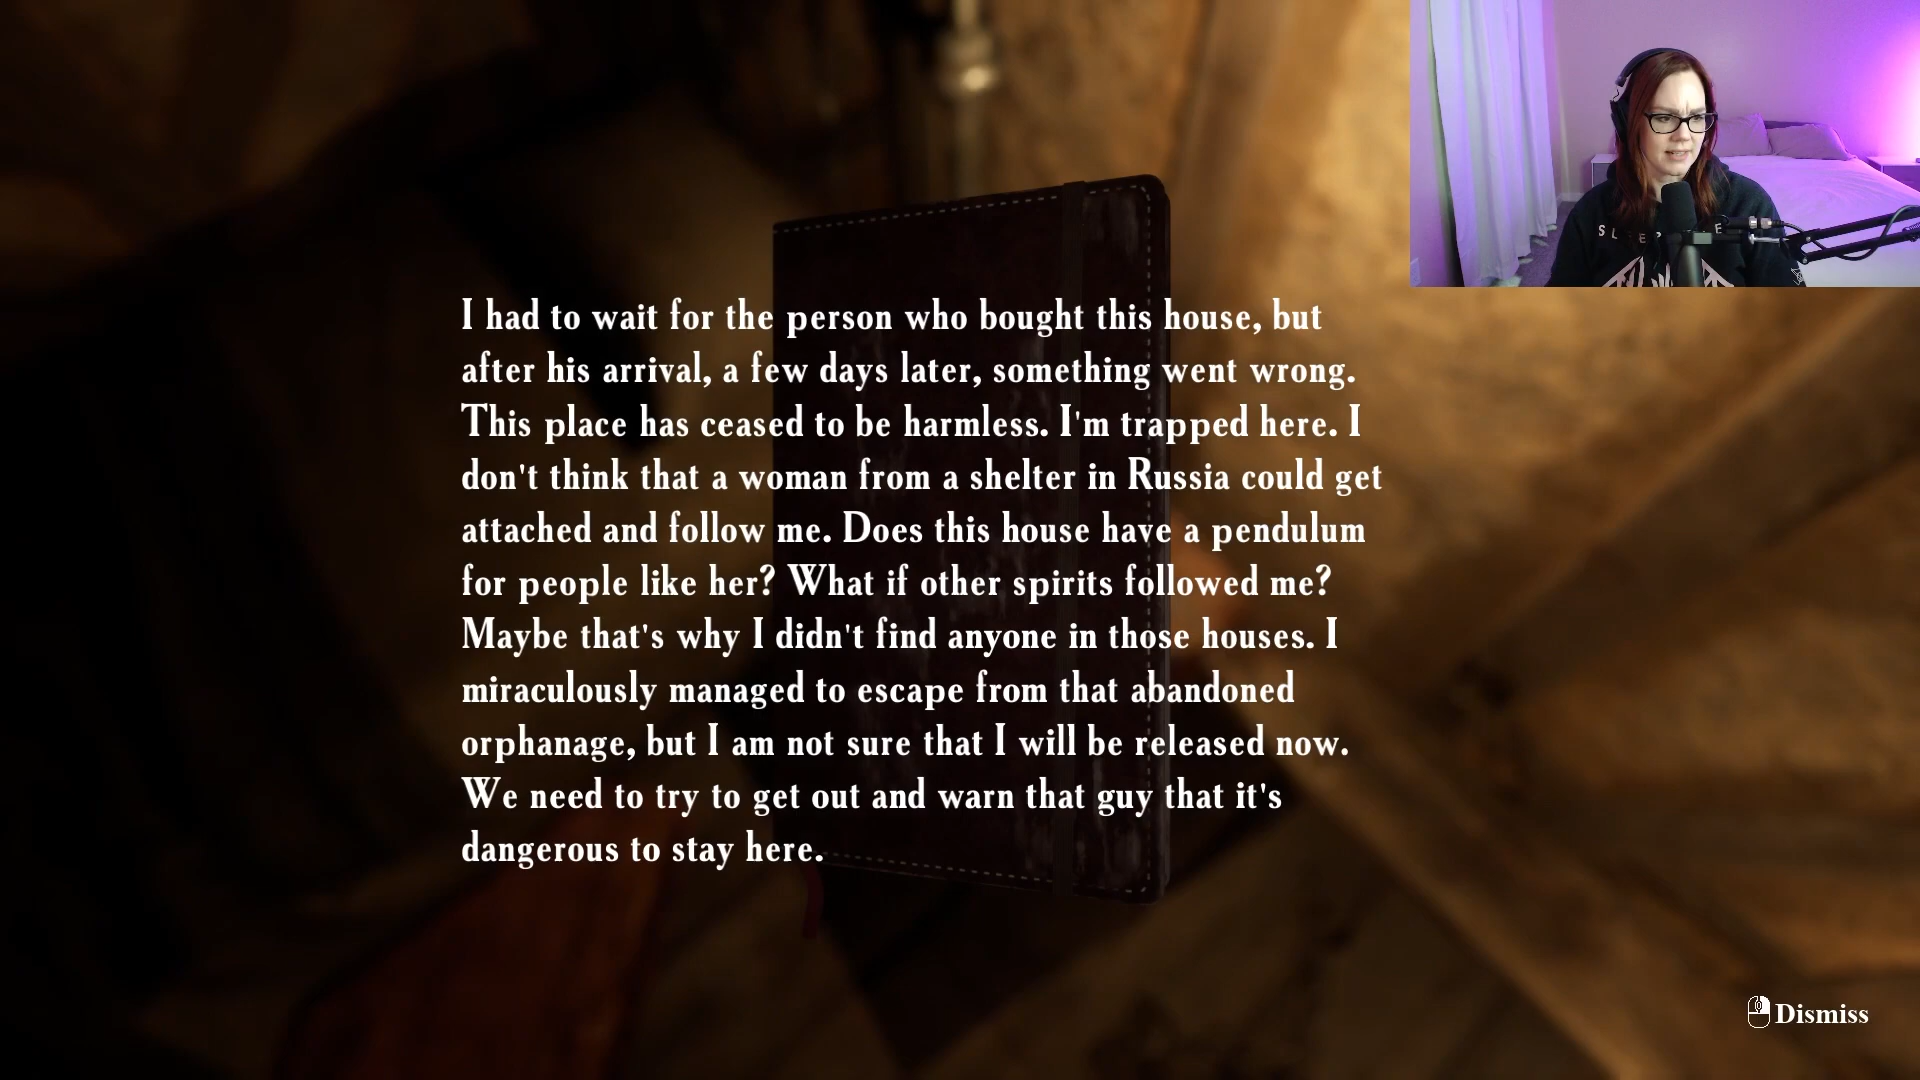 I had to wait for the person who bought this house, but
after his arrival, a few days later, something went wrong.
This place has ceased to be harmless. I'm trapped here. I
don't think that a woman from a shelter in Russia could get
attached and follow me. Does this house have a pendulum
for people like her? What if other spirits followed me?
Maybe that's why I didn't find anyone in those houses. I
miraculously managed to escape from that abandoned
orphanage, but I am not sure that I will be released now.
We need to try to get out and warn that guy that it's
dangerous to stay here.
Dismiss